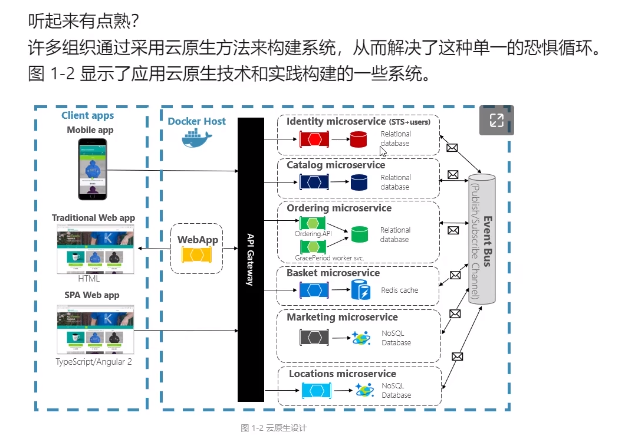 听起来有点熟？
许多组织通过采用云原生方法来构建系统，从而解决了这种单一的恐惧循环。
图 1-2 显示了应用云原生技术和实践构建的一些系统。
Client apps
Mobile app
Traditional Web app
HTML
SPA Web app
TypeScript/Angular 2
Docker Host
WebApp
API Gateway
Identity microservice (STS+users)
Relational
database
Catalog microservice
Relational
database
Ordering microservice
Ordering.API
GracePeriod worker svc.
Relational
database
Basket microservice
Redis cache
Marketing microservice
NoSQL
Database
Locations microservice
NoSQL
Database
Event Bus
(Publish/Subscribe Channel)
图 1-2 云原生设计